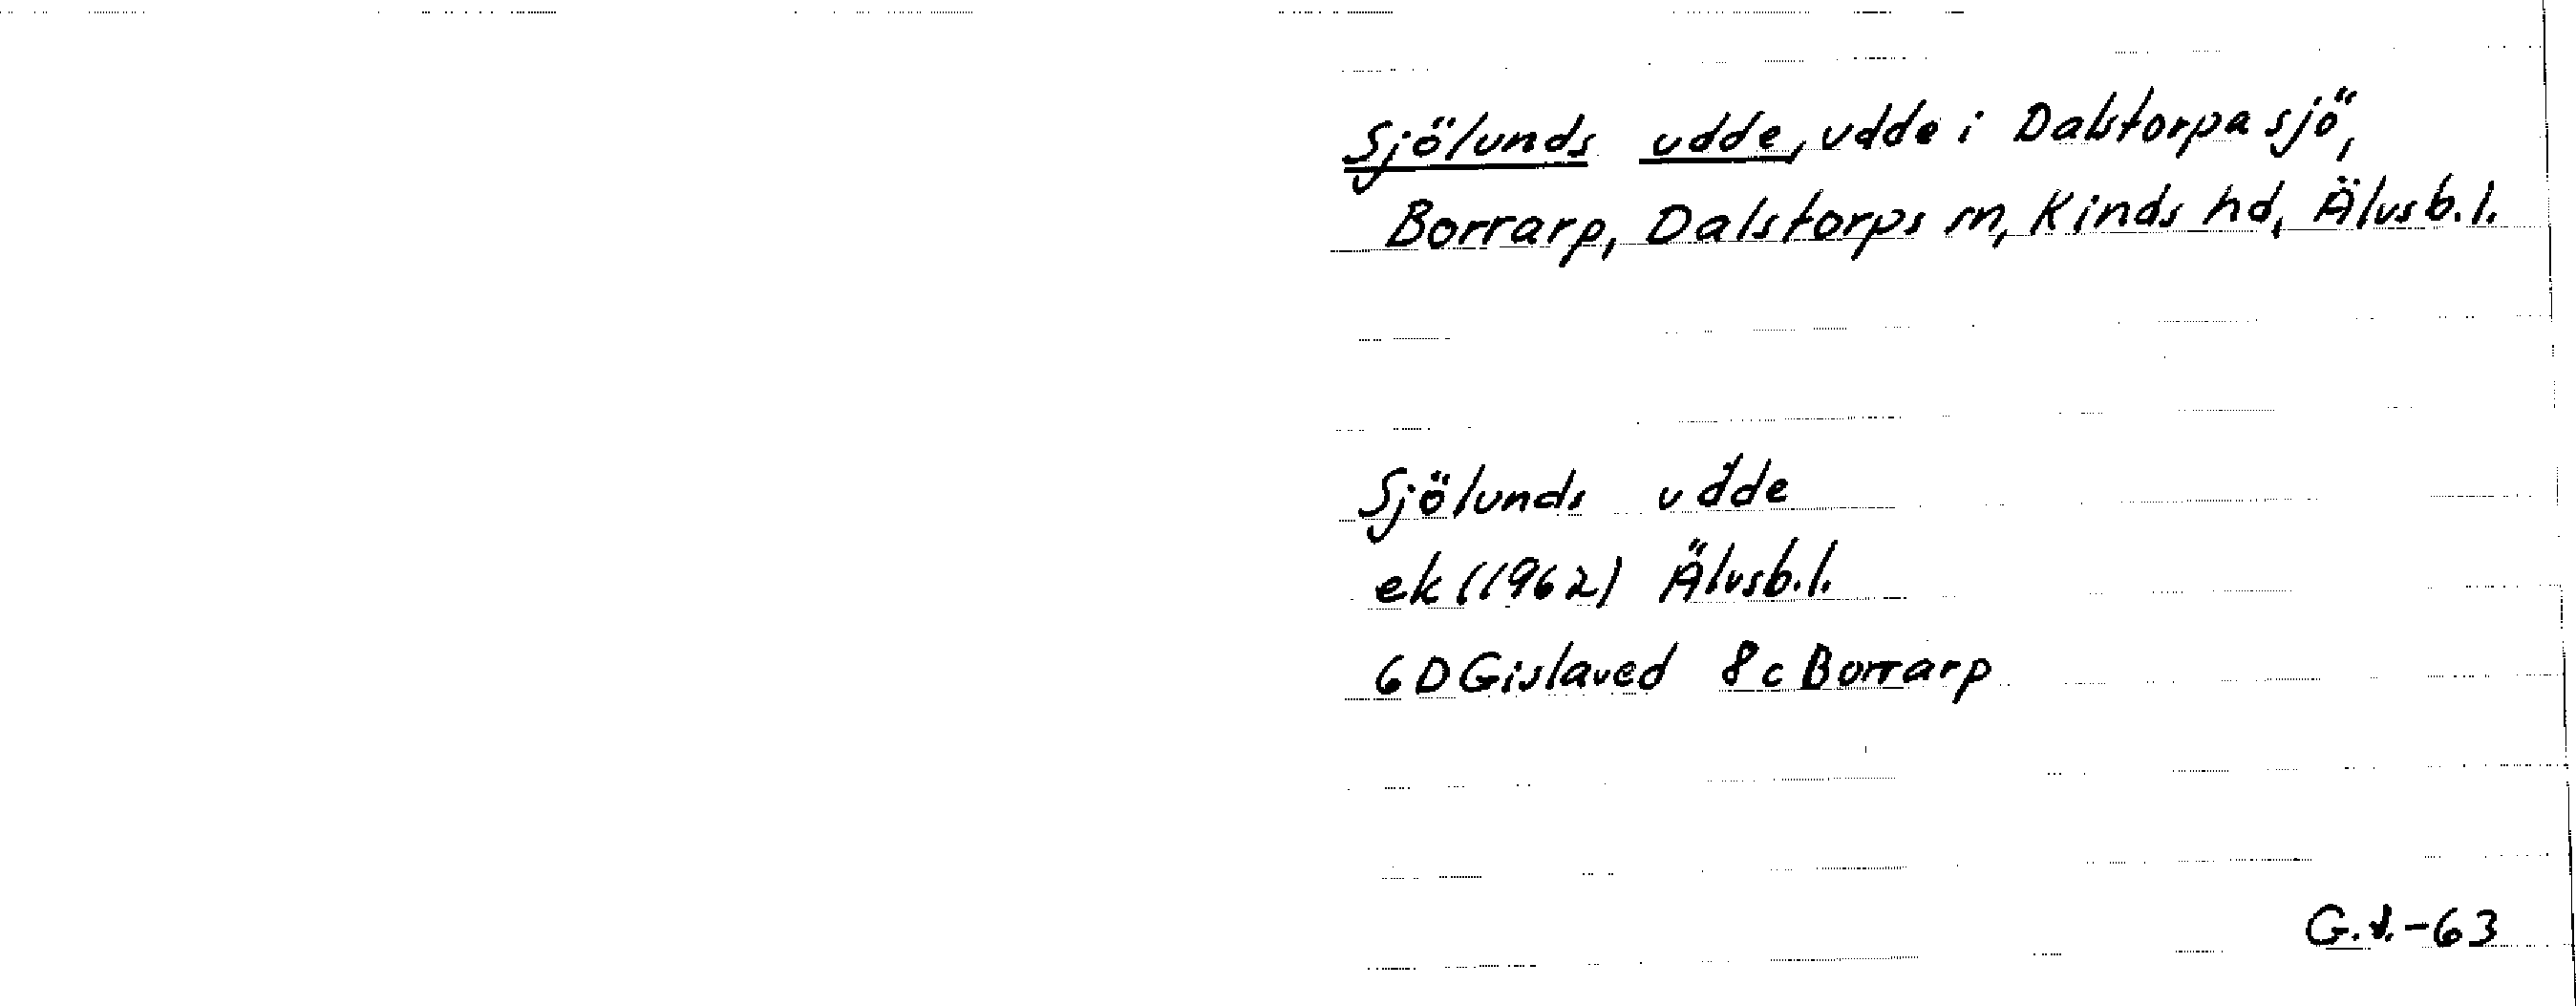 Sjölunds udde, udde i Dalstorpasjö,
Borrarp, Dalstorps sn, Kinds hd, Älvsb.l.
Sjölunds udde
ek (1962) Älvsb.l.
6D Gislaved 8c Borrarp
-63